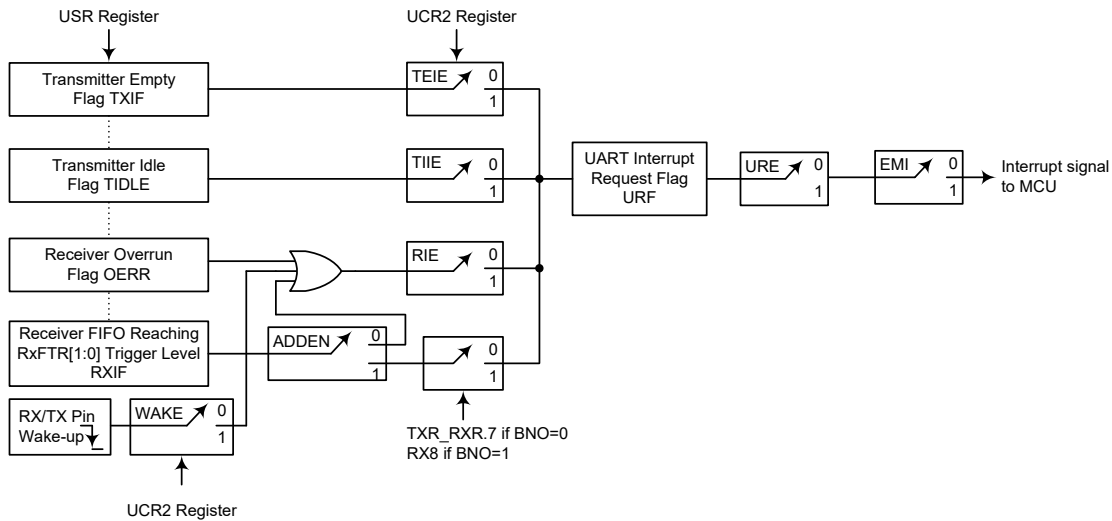 USR Register
UCR2 Register
Transmitter Empty
Flag TXIF
TEIE
0
1
Transmitter Idle
Flag TIDLE
TIIE
0
1
UART Interrupt
Request Flag
URF
URE
0
1
EMI
0
1
Interrupt signal
to MCU
Receiver Overrun
Flag OERR
RIE
0
1
Receiver FIFO Reaching
RxFTR[1:0] Trigger Level
RXIF
ADDEN
0
1
0
1
RX/TX Pin
Wake-up
WAKE
0
1
TXR_RXR.7 if BNO=0
RX8 if BNO=1
UCR2 Register